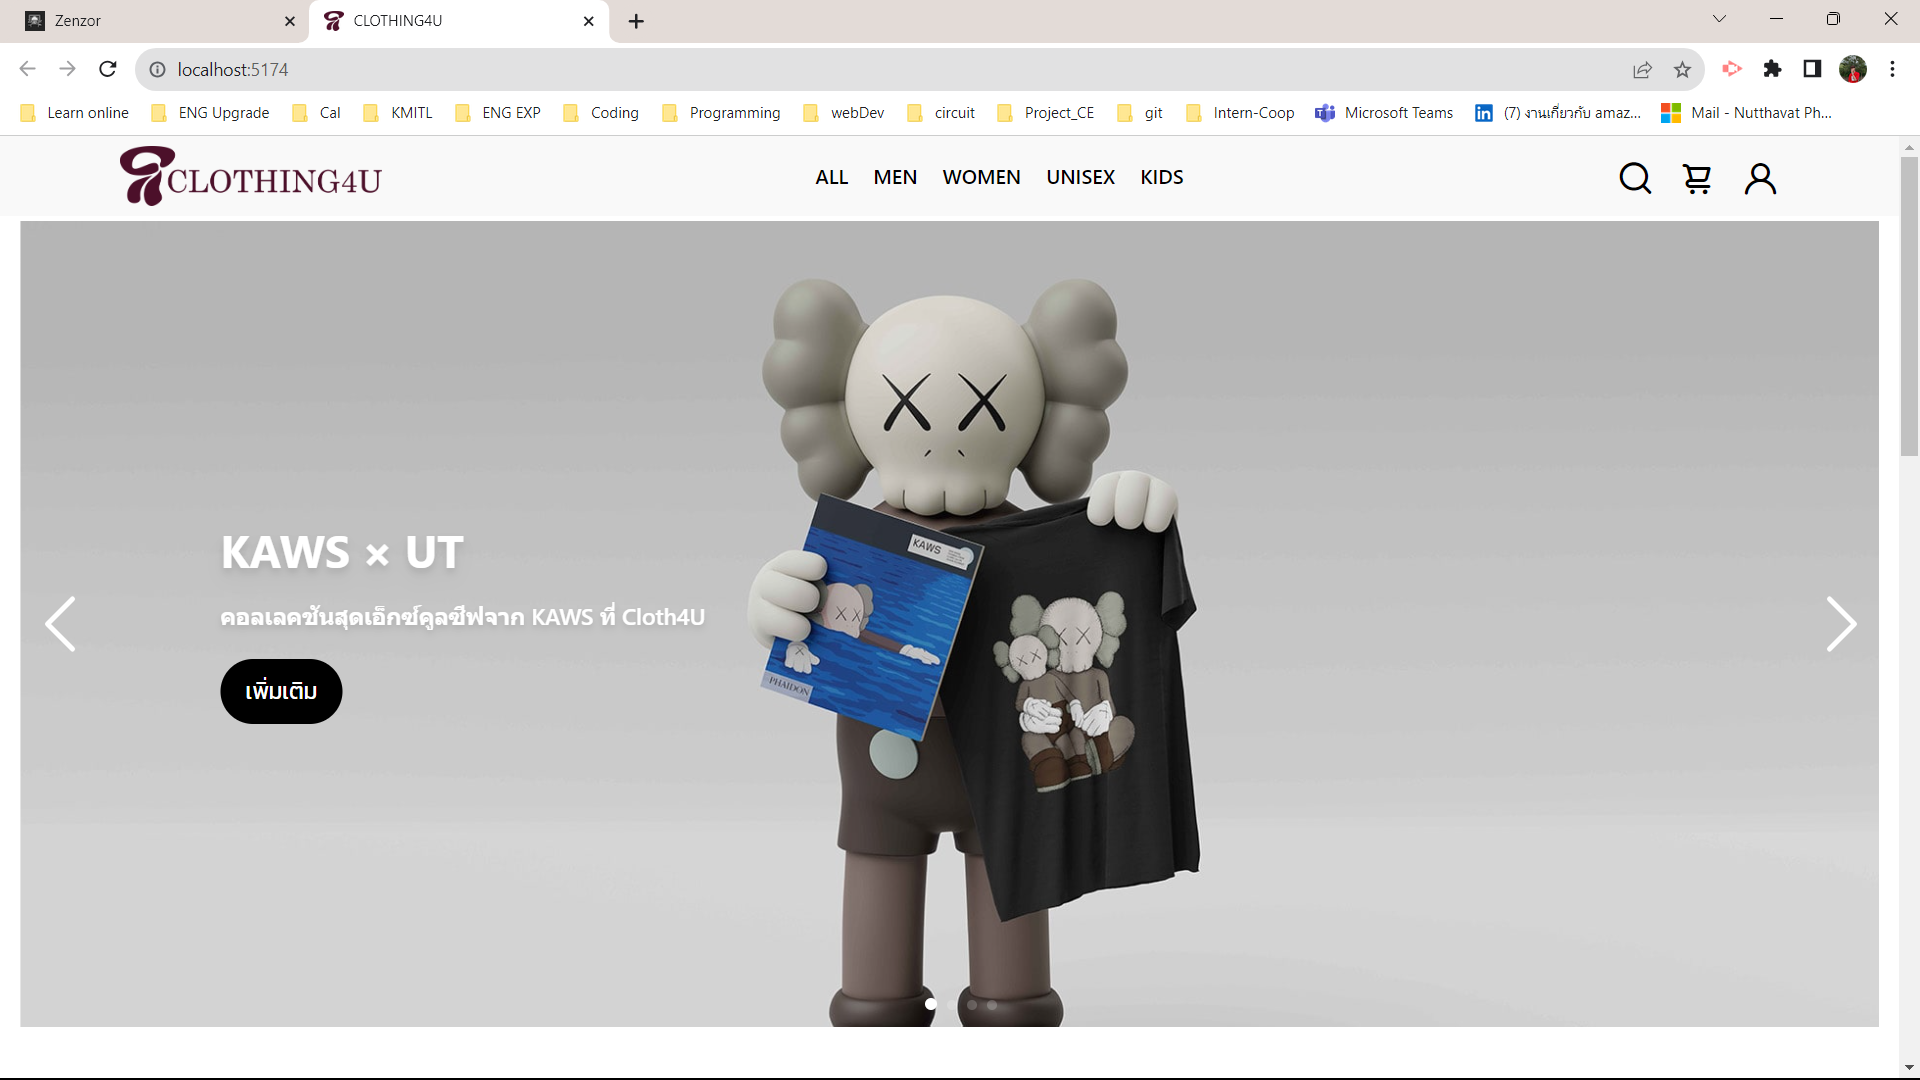 Zenzor
CLOTHING4U
localhost:5174
Learn online
ENG Upgrade
Cal
KMITL
ENG EXP
Coding
Programming
webDev
circuit
Project_CE
git
Intern-Coop
Microsoft Teams
(7) งานเกี่ยวกับ amaz...
Mail - Nutthavat Ph...
CLOTHING4U
ALL
MEN
WOMEN
UNISEX
KIDS
KAWS × UT
คอลเลคชันสุดเอ็กซ์คูลซีฟจาก KAWS ที่ Cloth4U
เพิ่มเติม
KAWS
PHAIDON